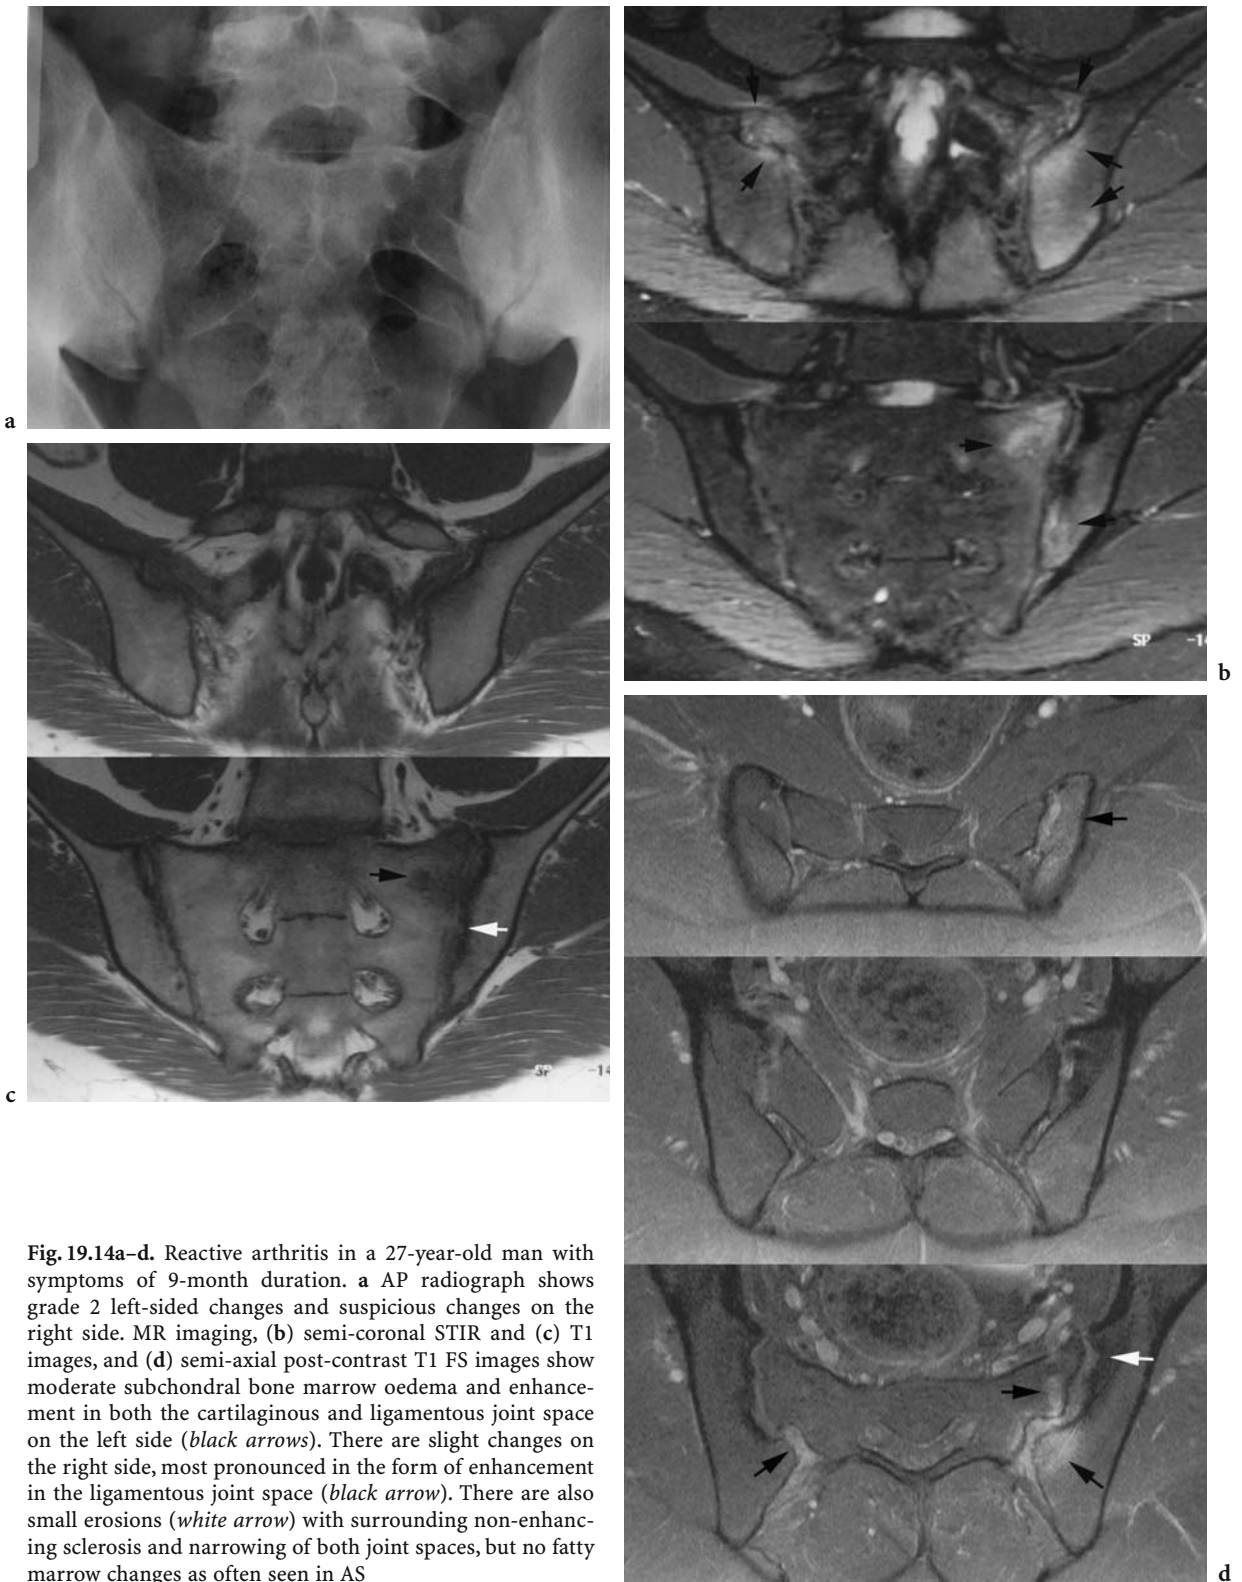 a
SP -14
b
SP -14
c
Fig. 19.14a–d. Reactive arthritis in a 27-year-old man with
symptoms of 9-month duration. a AP radiograph shows
grade 2 left-sided changes and suspicious changes on the
right side. MR imaging, (b) semi-coronal STIR and (c) T1
images, and (d) semi-axial post-contrast T1 FS images show
moderate subchondral bone marrow oedema and enhance-
ment in both the cartilaginous and ligamentous joint space
on the left side (black arrows). There are slight changes on
the right side, most pronounced in the form of enhancement
in the ligamentous joint space (black arrow). There are also
small erosions (white arrow) with surrounding non-enhanc-
ing sclerosis and narrowing of both joint spaces, but no fatty
marrow changes as often seen in AS
d